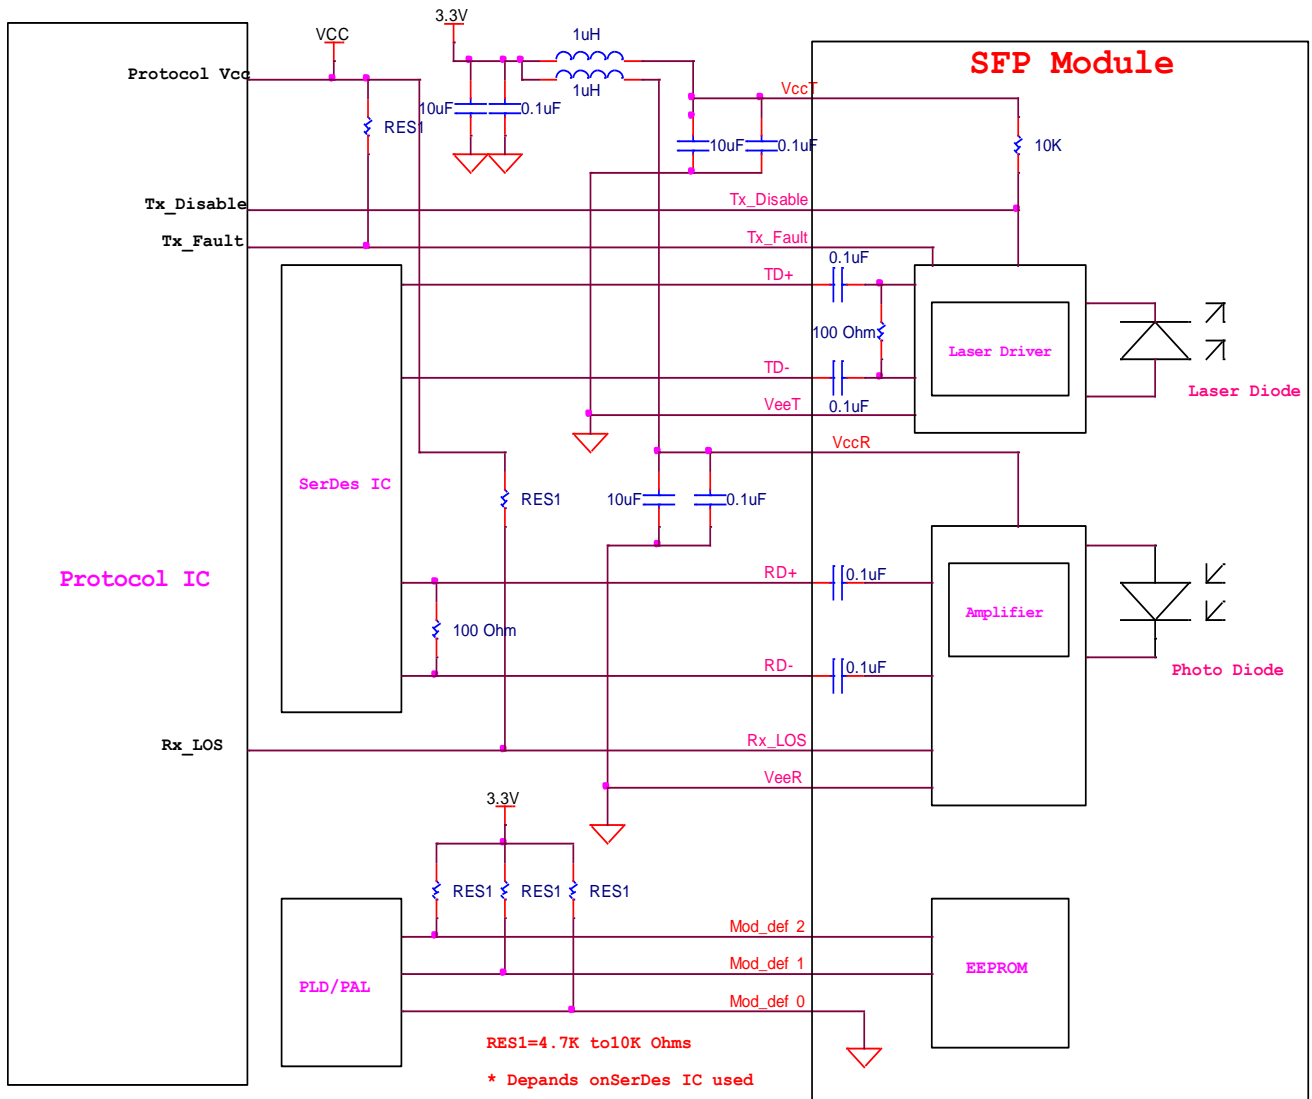 3.3V
VCC
1uH
SFP Module
Protocol Vcc
1uH
VccT
10uF
0.1uF
RES1
10uF
0.1uF
10K
Tx_Disable
Tx_Disable
Tx_Fault
Tx_Fault
0.1uF
TD+
100 Ohm
Laser Driver
TD-
Laser Diode
VeeT
0.1uF
VccR
SerDes IC
RES1
10uF
0.1uF
Protocol IC
RD+
0.1uF
Amplifier
100 Ohm
RD-
0.1uF
Photo Diode
Rx_LOS
Rx_LOS
VeeR
3.3V
RES1
RES1
RES1
Mod_def 2
Mod_def 1
EEPROM
PLD/PAL
Mod_def 0
RES1=4.7K to10K Ohms
* Depands onSerDes IC used